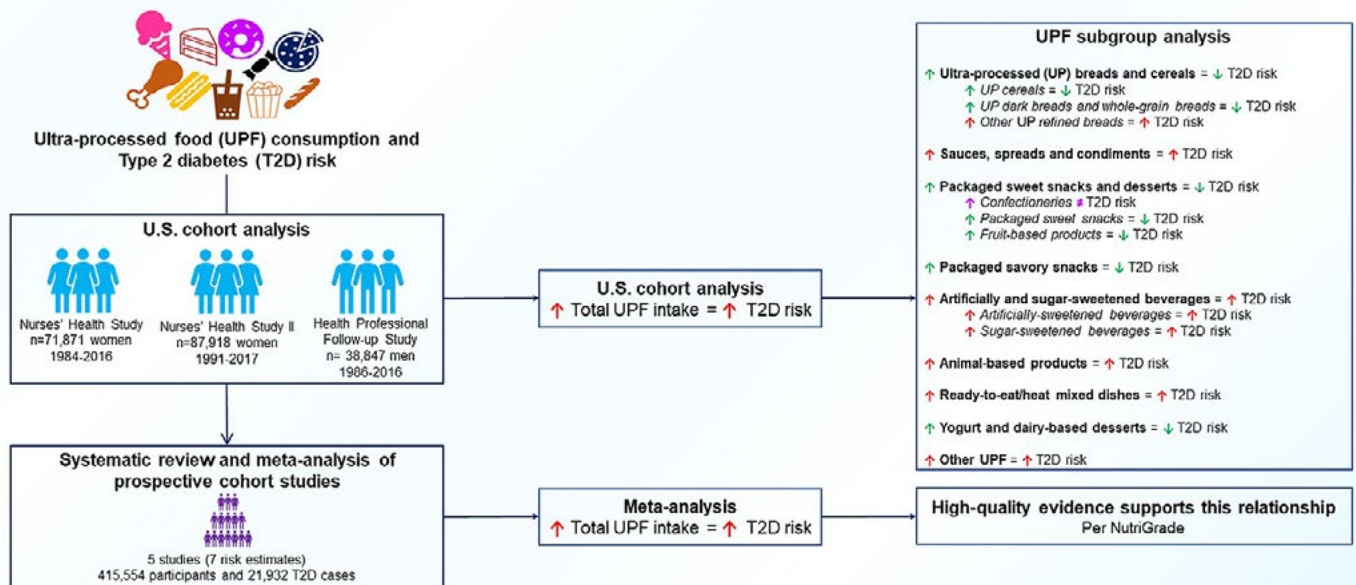 Ultra-processed food (UPF) consumption and
Type 2 diabetes (T2D) risk
U.S. cohort analysis
Nurses' Health Study
n=71,871 women
1984-2016
Nurses' Health Study II
n=87,918 women
1991-2017
Health Professional
Follow-up Study
n= 38,847 men
1986-2016
Systematic review and meta-analysis of
prospective cohort studies
5 studies (7 risk estimates)
415,554 participants and 21,932 T2D cases
U.S. cohort analysis
↑ Total UPF intake = ↑ T2D risk
Meta-analysis
↑ Total UPF intake = ↑ T2D risk
UPF subgroup analysis
↑ Ultra-processed (UP) breads and cereals = ↓ T2D risk
↑ UP cereals = ↓ T2D risk
↑ UP dark breads and whole-grain breads = ↓ T2D risk
↑ Other UP refined breads = ↑ T2D risk
↑ Sauces, spreads and condiments = ↑ T2D risk
↑ Packaged sweet snacks and desserts = ↓ T2D risk
↑ Confectioneries ≠ T2D risk
↑ Packaged sweet snacks = ↓ T2D risk
↑ Fruit-based products = ↓ T2D risk
↑ Packaged savory snacks = ↓ T2D risk
↑ Artificially and sugar-sweetened beverages = ↑ T2D risk
↑ Artificially-sweetened beverages = ↑ T2D risk
↑ Sugar-sweetened beverages = ↑ T2D risk
↑ Animal-based products = ↑ T2D risk
↑ Ready-to-eat/heat mixed dishes = ↑ T2D risk
↑ Yogurt and dairy-based desserts = ↓ T2D risk
↑ Other UPF = ↑ T2D risk
High-quality evidence supports this relationship
Per NutriGrade